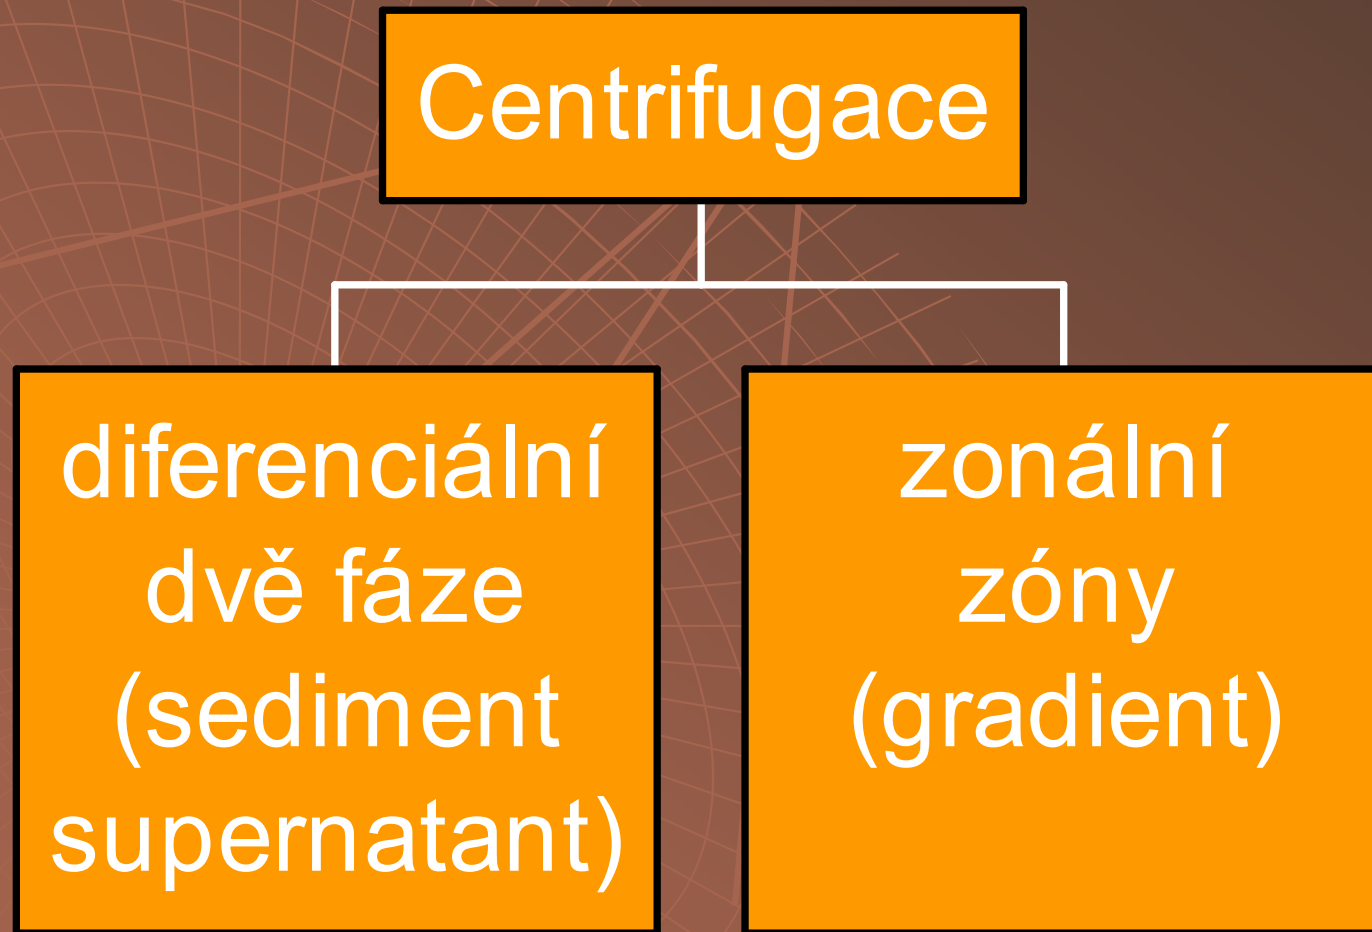 Centrifugace
diferenciální
dvě fáze
(sediment
supernatant)
zonální
zóny
(gradient)